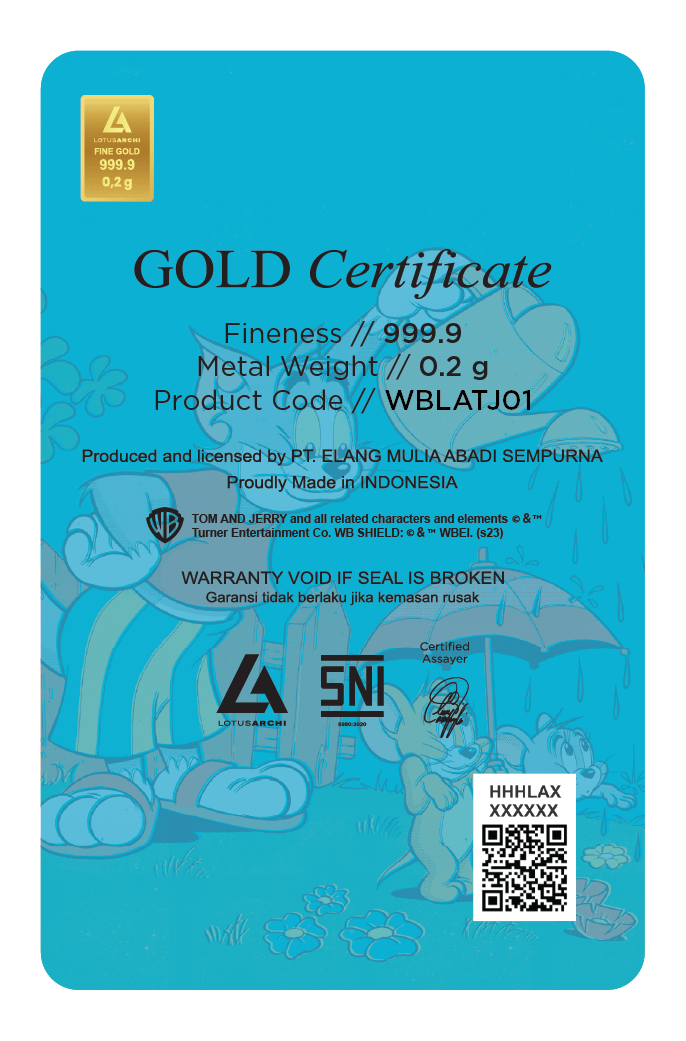 LOTUSARCHI
FINE GOLD
999.9
0,2 g
GOLD Certificate
Fineness // 999.9
Metal Weight // 0.2 g
Product Code // WBLATJ01
Produced and licensed by PT. ELANG MULIA ABADI SEMPURNA
Proudly Made in INDONESIA
WB
TOM AND JERRY and all related characters and elements © & ™
Turner Entertainment Co. WB SHIELD: © & ™ WBEI. (s23)
WARRANTY VOID IF SEAL IS BROKEN
Garansi tidak berlaku jika kemasan rusak
Certified
Assayer
LOTUSARCHI
SNI
HHHLAX
XXXXXX